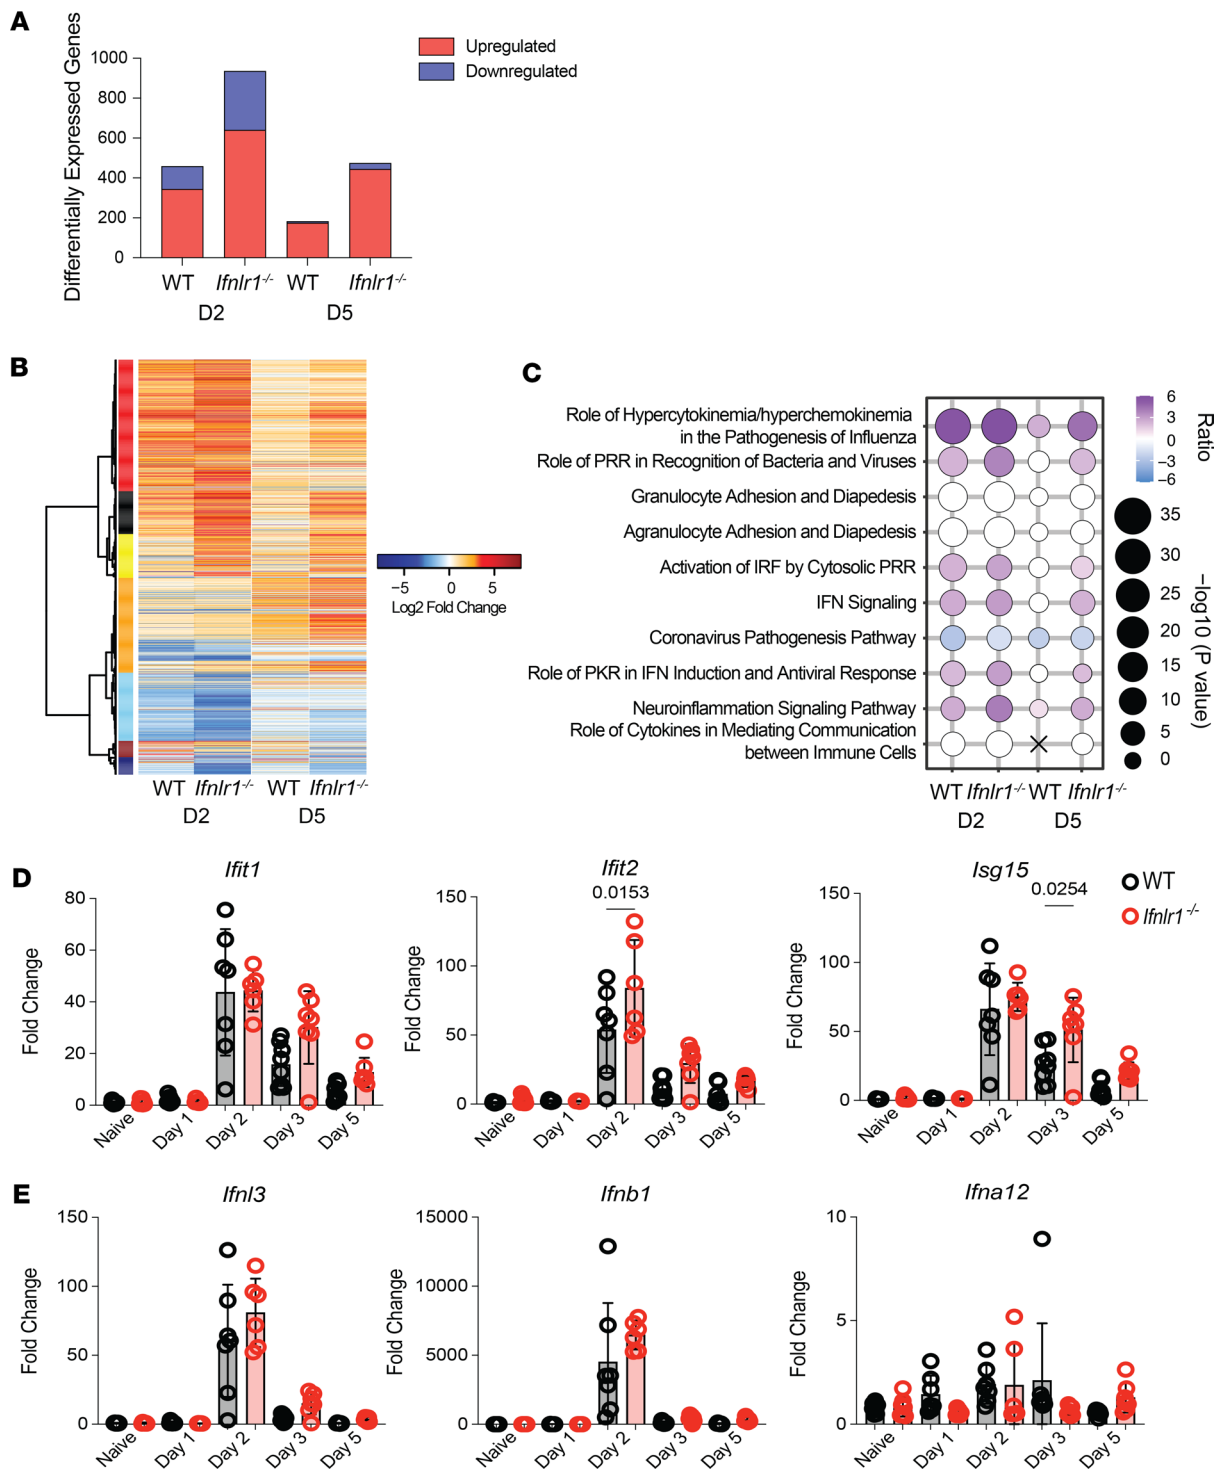 A
Differentially Expressed Genes
1000
800
600
400
200
0
Upregulated
Downregulated
WT Ifnlr1-/- WT Ifnlr1-/-
D2 D5
B
−5 0 5
Log2 Fold Change
WT Ifnlr1-/- WT Ifnlr1-/-
D2 D5
C
Role of Hypercytokinemia/hyperchemokinemia
in the Pathogenesis of Influenza
Role of PRR in Recognition of Bacteria and Viruses
Granulocyte Adhesion and Diapedesis
Agranulocyte Adhesion and Diapedesis
Activation of IRF by Cytosolic PRR
IFN Signaling
Coronavirus Pathogenesis Pathway
Role of PKR in IFN Induction and Antiviral Response
Neuroinflammation Signaling Pathway
Role of Cytokines in Mediating Communication
between Immune Cells
WT Ifnlr1-/- WT Ifnlr1-/-
D2 D5
6
3
0
−3
−6
Ratio
35
30
25
20
15
10
5
0
−log10 (P value)
D
Ifit1
Fold Change
80
60
40
20
0
Naive Day 1 Day 2 Day 3 Day 5
Ifit2
0.0153
Fold Change
150
100
50
0
Naive Day 1 Day 2 Day 3 Day 5
Isg15
0.0254
Fold Change
150
100
50
0
Naive Day 1 Day 2 Day 3 Day 5
WT
Ifnlr1-/-
E
Ifnl3
Fold Change
150
100
50
0
Naive Day 1 Day 2 Day 3 Day 5
Ifnb1
Fold Change
15000
10000
5000
0
Naive Day 1 Day 2 Day 3 Day 5
Ifna12
Fold Change
10
5
0
Naive Day 1 Day 2 Day 3 Day 5